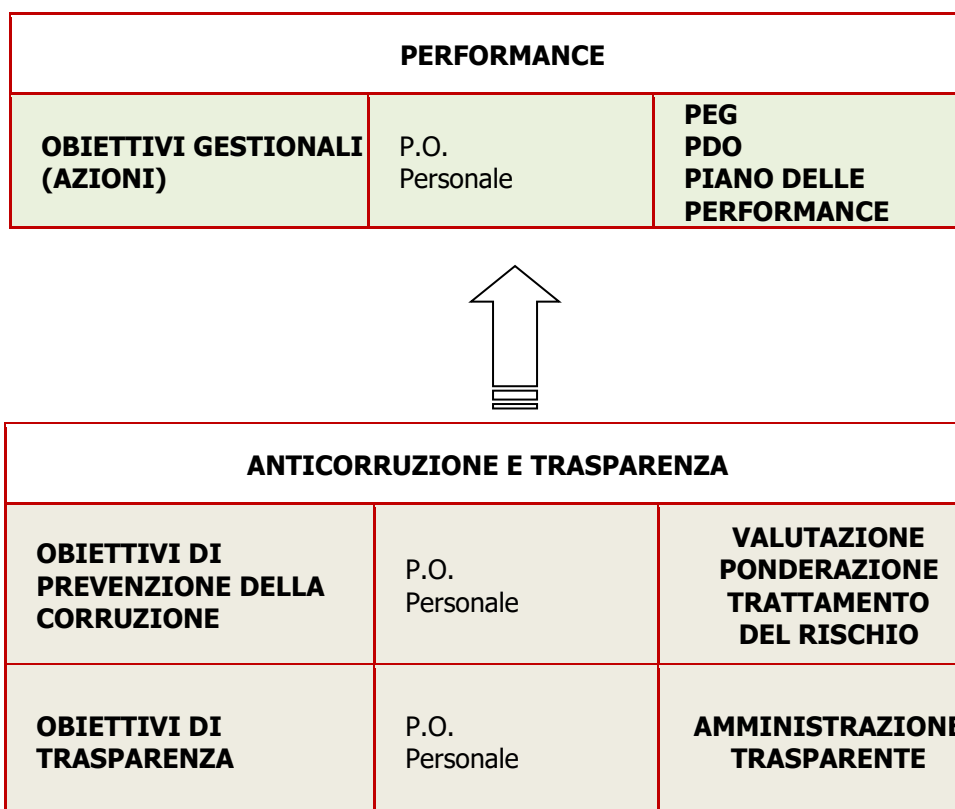 PERFORMANCE
OBIETTIVI GESTIONALI
(AZIONI)
P.O.
Personale
PEG
PDO
PIANO DELLE
PERFORMANCE
ANTICORRUZIONE E TRASPARENZA
OBIETTIVI DI
PREVENZIONE DELLA
CORRUZIONE
P.O.
Personale
VALUTAZIONE
PONDERAZIONE
TRATTAMENTO
DEL RISCHIO
OBIETTIVI DI
TRASPARENZA
P.O.
Personale
AMMINISTRAZIONE
TRASPARENTE